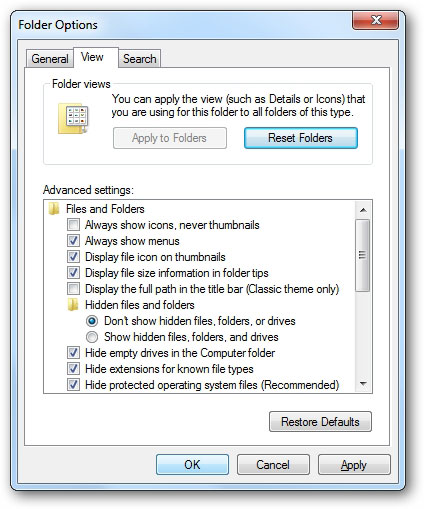 Folder Options
General View Search
Folder views
You can apply the view (such as Details or Icons) that
you are using for this folder to all folders of this type.
Apply to Folders Reset Folders
Advanced settings:
Files and Folders
Always show icons, never thumbnails
Always show menus
Display file icon on thumbnails
Display file size information in folder tips
Display the full path in the title bar (Classic theme only)
Hidden files and folders
Don't show hidden files, folders, or drives
Show hidden files, folders, and drives
Hide empty drives in the Computer folder
Hide extensions for known file types
Hide protected operating system files (Recommended)
Restore Defaults
OK Cancel Apply